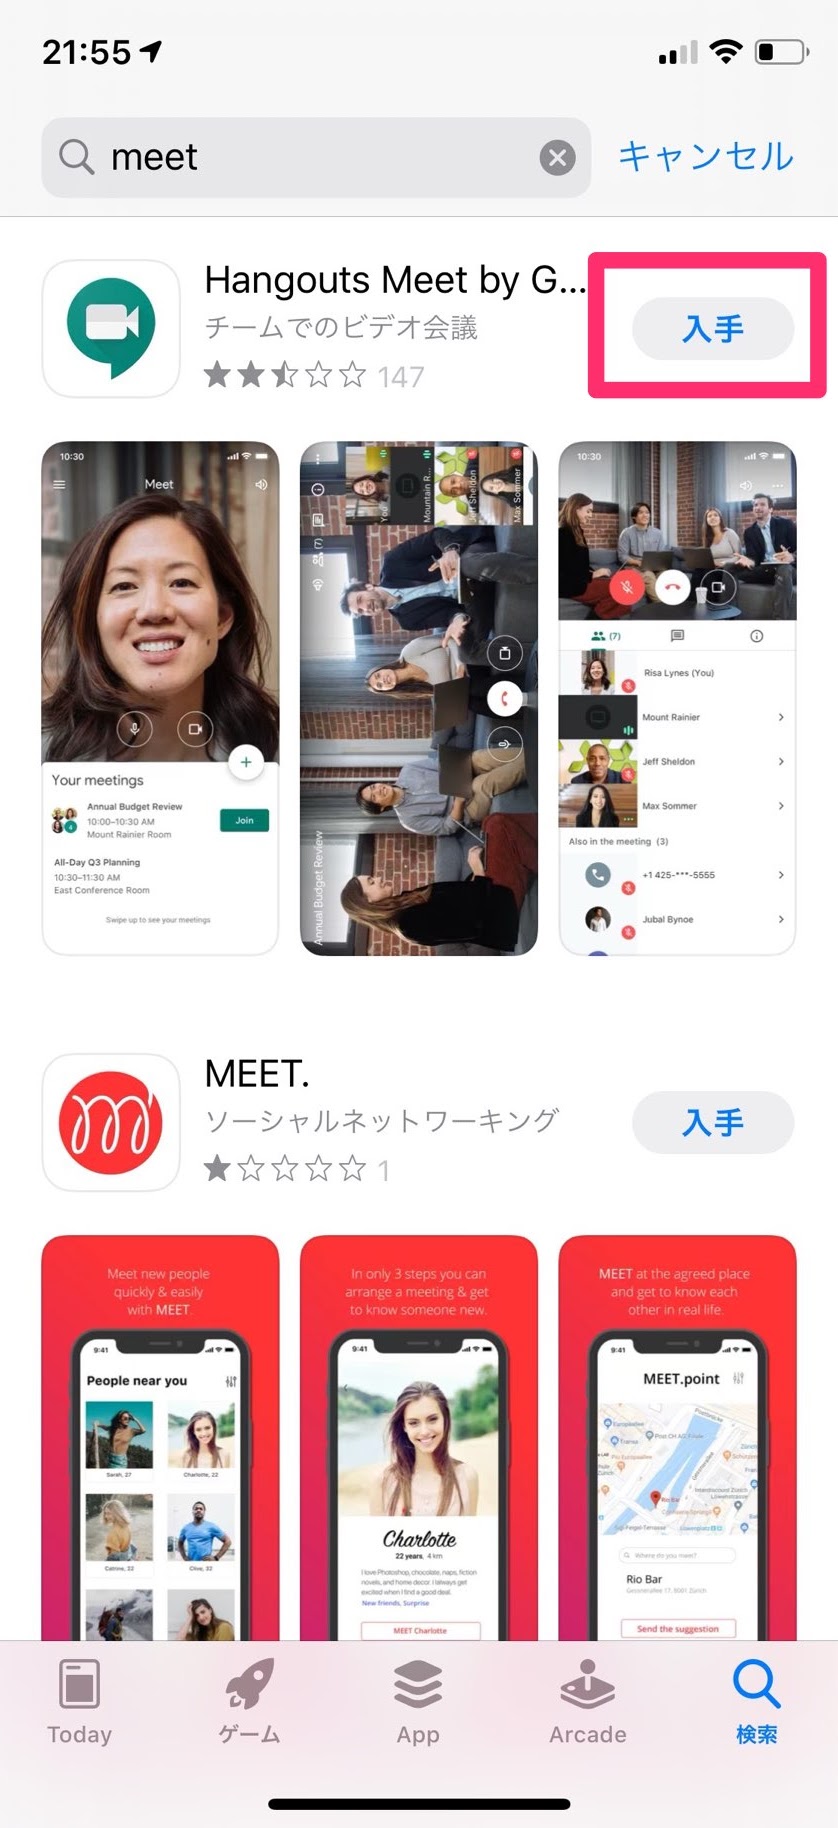 21:55
meet
キャンセル
Hangouts Meet by G...
チームでのビデオ会議
147
入手
10:30
Meet
Your meetings
Annual Budget Review
10:00–10:30 AM
Mount Rainier Room
4
Join
All-Day Q3 Planning
10:30–11:30 AM
East Conference Room
Swipe up to see your meetings
(7)
You
Mountain R...
Jeff Sheldon
Max Sommer
Annual Budget Review
10:30
(7)
Risa Lynes (You)
Mount Rainier
Jeff Sheldon
Max Sommer
Also in the meeting (3)
+1 425-***-5555
Jubal Bynoe
MEET.
ソーシャルネットワーキング
1
入手
Meet new people
quickly & easily
with MEET.
9:41
People near you
Sarah, 27
Charlotte, 22
Catrine, 22
Clive, 32
In only 3 steps you can
arrange a meeting & get
to know someone new.
9:41
Charlotte
22 years, 4 km
I love Photoshop, chocolate, naps, fiction
novels, and home decor. I always get
excited when I find a good deal.
New friends, Surprise
MEET Charlotte
MEET at the agreed place
and get to know each
other in real life.
9:41
MEET.point
Rio Bar
Where do you meet?
Rio Bar
Gessnerallee 17, 8001 Zürich
Send the suggestion
Today
ゲーム
App
Arcade
検索